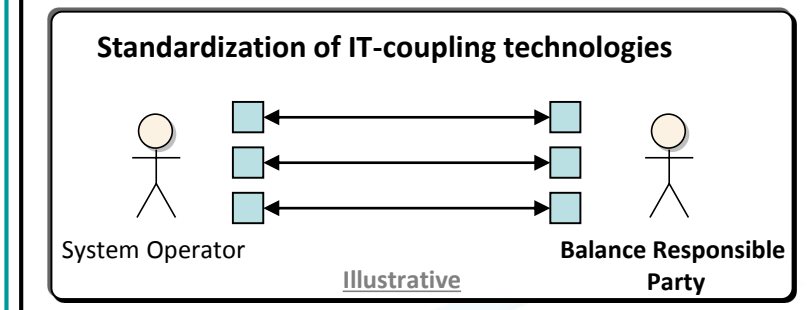 Standardization of IT-coupling technologies
System Operator
Balance Responsible
Party
Illustrative